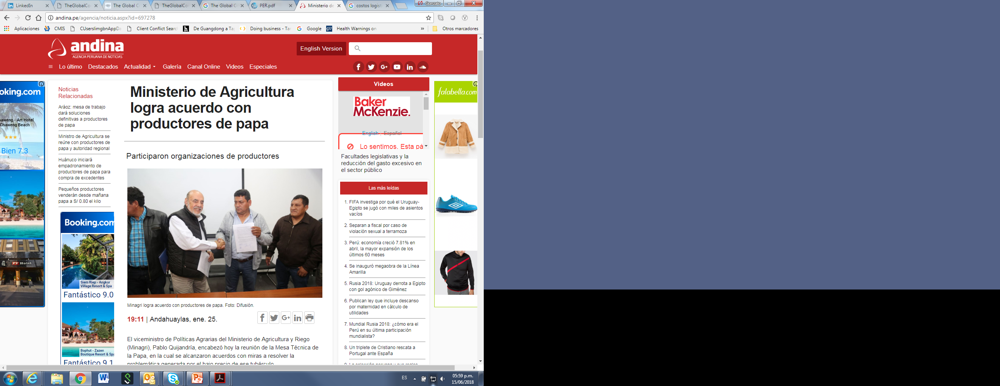 LinkedIn
TheGlobalCo
The Global C
TheGlobalCo
The Global C
PER.pdf
Ministerio de
costos logist
Gonzalo
andina.pe/agencia/noticia.aspx?id=697278
Aplicaciones
CMIS
CUserslimgbnAppDa
Client Conflict Search
De Guangdong a Ta
Doing business - Tar
Google
Health Warnings on
»
Otros marcadores
andina
AGENCIA PERUANA DE NOTICIAS
English Version
Lo último
Destacados
Actualidad
Galería
Canal Online
Videos
Especiales
oking.com
aweng - Art Hotel
Chaweng Beach
Bien 7.3
PF Hotel
Noticias
Relacionadas
Aráoz: mesa de trabajo
dará soluciones
definitivas a productores
de papa
Ministro de Agricultura se
reúne con productores de
papa y autoridad regional
Huánuco iniciará
empadronamiento de
productores de papa para
compra de excedentes
Pequeños productores
venderán desde mañana
papa a S/ 0.80 el kilo
Booking.com
Siem Riep - Angkor
Village Resort & Spa
Fantástico 9.0
Bophut - Zazen
Boutique Resort & Spa
Fantástico 9.1
Ministerio de Agricultura
logra acuerdo con
productores de papa
Participaron organizaciones de productores
Minagri logra acuerdo con productores de papa. Foto: Difusión.
19:11 | Andahuaylas, ene. 25.
El viceministro de Políticas Agrarias del Ministerio de Agricultura y Riego
(Minagri), Pablo Quijandría, encabezó hoy la reunión de la Mesa Técnica de
la Papa, en la cual se alcanzaron acuerdos con miras a resolver la
problemática generada por el bajo precio de ese tubérculo.
Videos
Baker
McKenzie.
English | Español
Lo sentimos. Esta pá
Facultades legislativas y la
reducción del gasto excesivo en
el sector público
Las más leídas
1. FIFA investiga por qué el Uruguay-
Egipto se jugó con miles de asientos
vacíos
2. Separan a fiscal por caso de
violación sexual a terramoza
3. Perú: economía creció 7.81% en
abril, la mayor expansión de los
últimos 60 meses
4. Se inauguró megaobra de la Línea
Amarilla
5. Rusia 2018: Uruguay derrota a Egipto
con gol agónico de Giménez
6. Publican ley que incluye descanso
por maternidad en cálculo de
utilidades
7. Mundial Rusia 2018: ¿cómo era el
Perú en su última participación
mundialista?
8. Un triplete de Cristiano rescata a
Portugal ante España
9. La selección peruana y sus reglas
falabella.com
ES
05:59 p.m.
15/06/2018